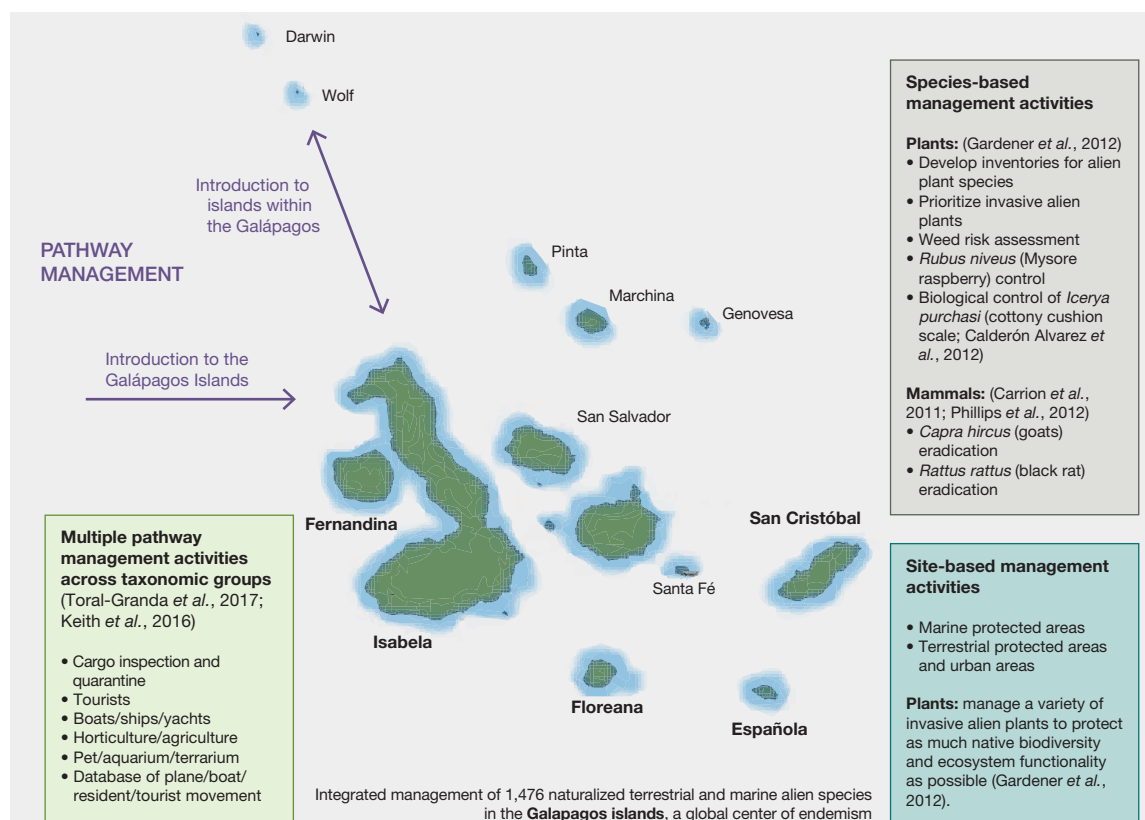 Darwin
Wolf
Introduction to
islands within
the Galápagos
PATHWAY
MANAGEMENT
Introduction to the
Galápagos Islands
Pinta
Marchina
Genovesa
San Salvador
Fernandina
San Cristóbal
Santa Fé
Isabela
Floreana
Española
Multiple pathway
management activities
across taxonomic groups
(Toral-Granda et al., 2017;
Keith et al., 2016)
• Cargo inspection and
quarantine
• Tourists
• Boats/ships/yachts
• Horticulture/agriculture
• Pet/aquarium/terrarium
• Database of plane/boat/
resident/tourist movement
Species-based
management activities
Plants: (Gardener et al., 2012)
• Develop inventories for alien
plant species
• Prioritize invasive alien
plants
• Weed risk assessment
• Rubus niveus (Mysore
raspberry) control
• Biological control of Icerya
purchasi (cottony cushion
scale; Calderón Alvarez et
al., 2012)
Mammals: (Carrion et al.,
2011; Phillips et al., 2012)
• Capra hircus (goats)
eradication
• Rattus rattus (black rat)
eradication
Site-based management
activities
• Marine protected areas
• Terrestrial protected areas
and urban areas
Plants: manage a variety of
invasive alien plants to protect
as much native biodiversity
and ecosystem functionality
as possible (Gardener et al.,
2012).
Integrated management of 1,476 naturalized terrestrial and marine alien species
in the Galapagos islands, a global center of endemism